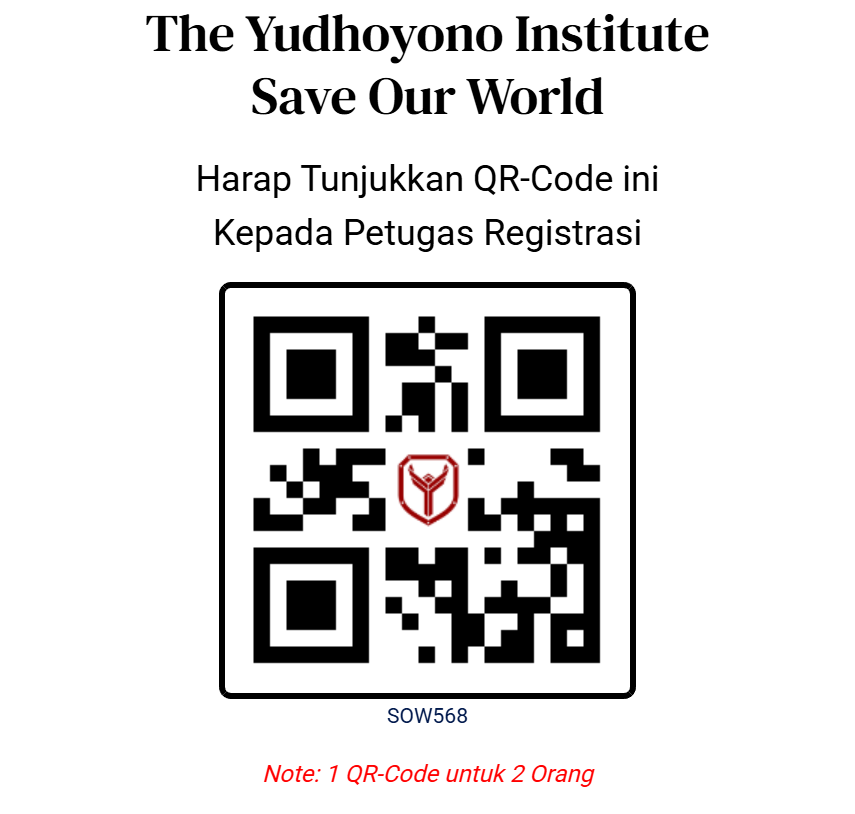 The Yudhoyono Institute
Save Our World
Harap Tunjukkan QR-Code ini
Kepada Petugas Registrasi
SOW568
Note: 1 QR-Code untuk 2 Orang